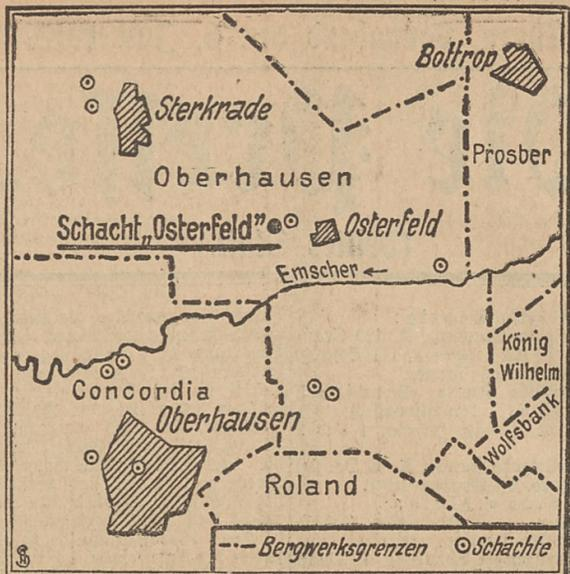 Bottrop
Sterkrade
Prosber
Oberhausen
Schacht „Osterfeld”
Osterfeld
Emscher ←
König
Wilhelm
Concordia
Oberhausen
Wolfsbank
Roland
Bergwerksgrenzen
Schächte